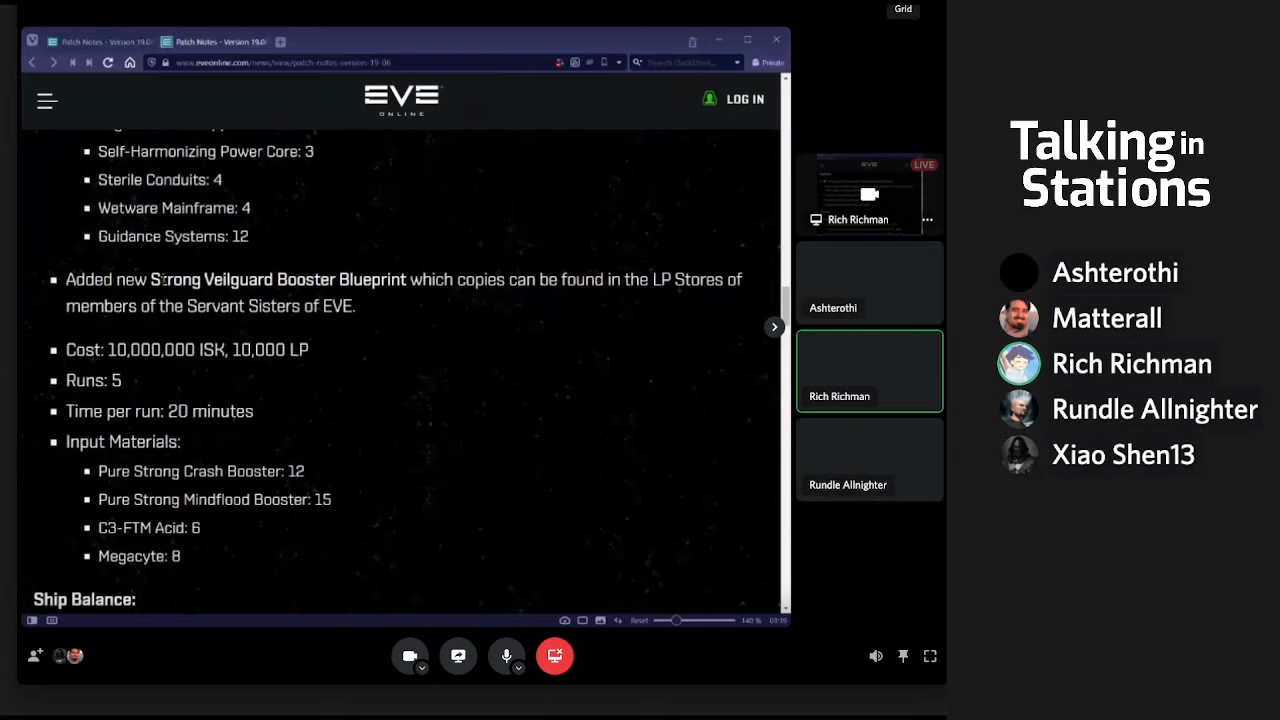 Grid
Patch Notes - Version 19.0
Patch Notes - Version 19.0
www.eveonline.com/news/view/patch-notes-version-19-06
Private
EVE
ONLINE
LOG IN
Self-Harmonizing Power Core: 3
Sterile Conduits: 4
Wetware Mainframe: 4
Guidance Systems: 12
Added new Strong Veilguard Booster Blueprint which copies can be found in the LP Stores of
members of the Servant Sisters of EVE.
Cost: 10,000,000 ISK, 10,000 LP
Runs: 5
Time per run: 20 minutes
Input Materials:
Pure Strong Crash Booster: 12
Pure Strong Mindflood Booster: 15
C3-FTM Acid: 6
Megacyte: 8
Ship Balance:
Reset
140 %
01:19
LIVE
Rich Richman
Ashterothi
Rich Richman
Rundle Allnighter
Talking in
Stations
Ashterothi
Matterall
Rich Richman
Rundle Allnighter
Xiao Shen13